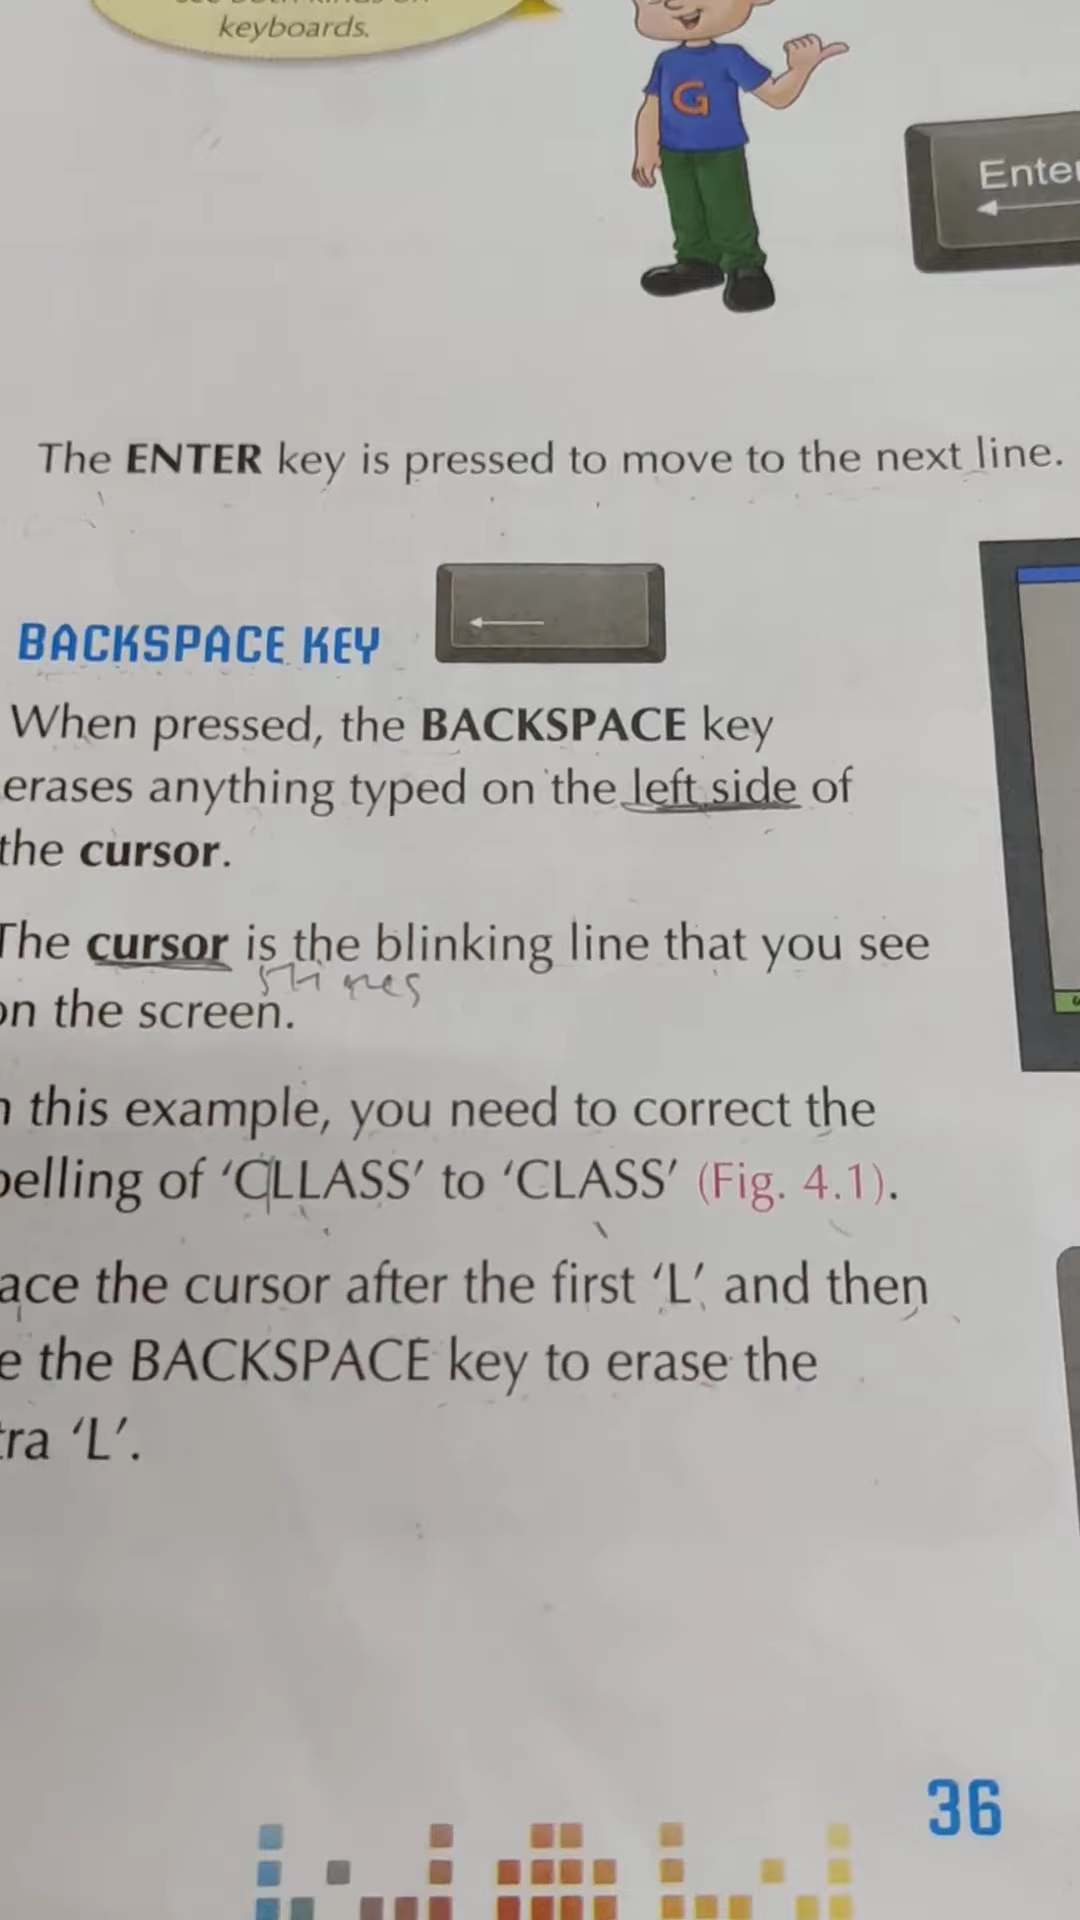 keyboards.
G
Enter
The ENTER key is pressed to move to the next line.
BACKSPACE KEY
When pressed, the BACKSPACE key
erases anything typed on the left side of
the cursor.
The cursor is the blinking line that you see
on the screen.
this example, you need to correct the
pelling of ‘CLLASS’ to ‘CLASS’ (Fig. 4.1).
ace the cursor after the first ‘L’ and then
e the BACKSPACE key to erase the
tra ‘L’.
36